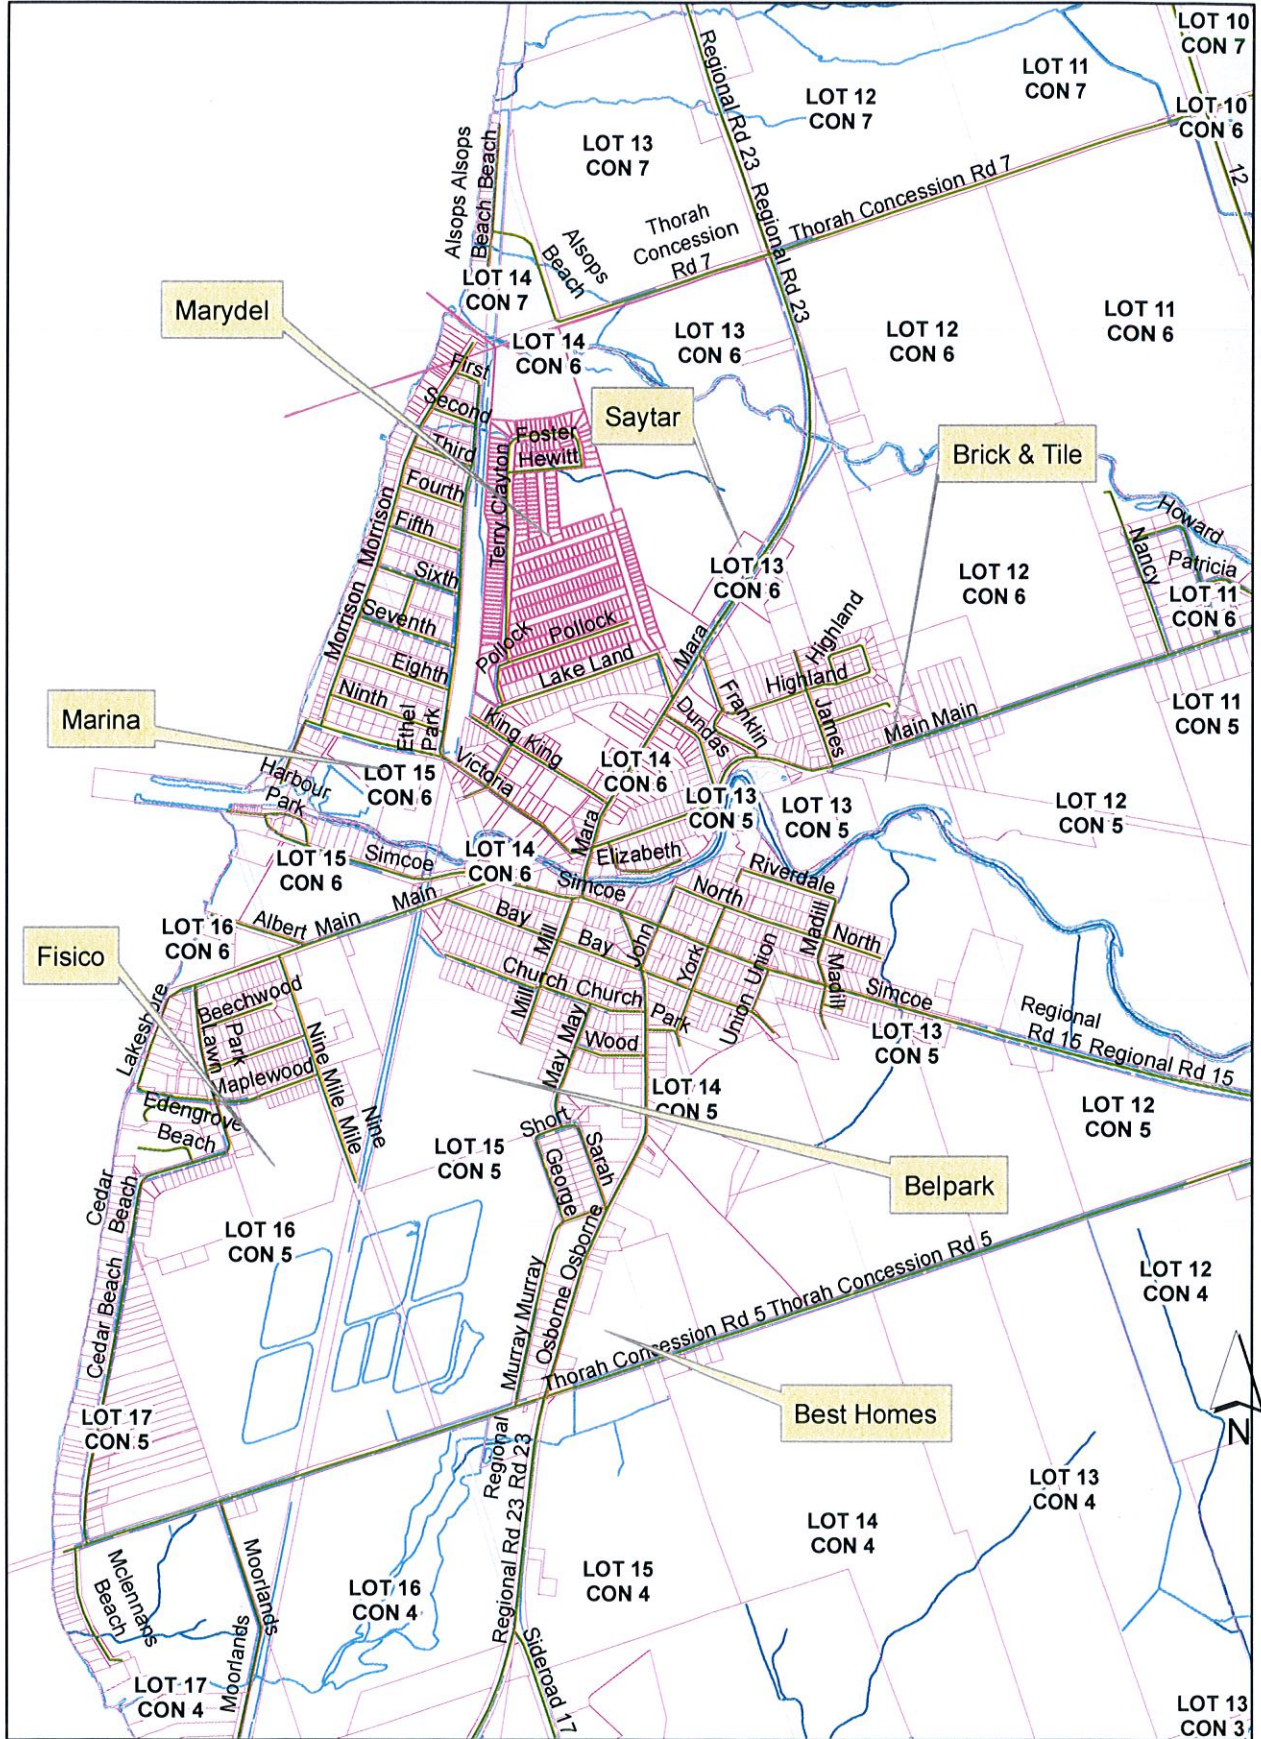 LOT 10
CON 7
LOT 11
CON 7
LOT 12
CON 7
LOT 10
CON 6
LOT 13
CON 7
Regional Rd 23 Regional Rd 23
12
Alsops Alsops
Beach Beach
Alsops
Beach
Thorah
Concession
Rd 7
Thorah Concession Rd 7
LOT 14
CON 7
Marydel
LOT 14
CON 6
LOT 13
CON 6
LOT 12
CON 6
LOT 11
CON 6
First
Second
Third
Fourth
Fifth
Sixth
Seventh
Eighth
Ninth
Morrison Morrison
Foster
Hewitt
Terry Clayton
Saytar
Brick & Tile
Howard
Patricia
Nancy
LOT 11
CON 6
LOT 13
CON 6
LOT 12
CON 6
Pollock
Pollock
Lake Land
Mara
Highland
Highland
Franklin
James
Dundas
Main Main
LOT 11
CON 5
Marina
Ethel
Park
King King
Victoria
LOT 14
CON 6
LOT 15
CON 6
Harbour
Park
LOT 13
CON 5
LOT 13
CON 5
LOT 12
CON 5
Mara
Elizabeth
LOT 15
CON 6
Simcoe
LOT 14
CON 6
Simcoe
North
Riverdale
Main
Albert Main
LOT 16
CON 6
Fisico
Bay
Mill
Bay
John
York
Union Union
Madill
North
Madill
Simcoe
Church Church
Mill
Park
Wood
May May
Lakeshore
Beechwood
Lawn
Park
Maplewood
Nine Mile Mile
Nine
Edengrove
Beach
LOT 13
CON 5
Regional
Rd 15 Regional Rd 15
LOT 14
CON 5
LOT 12
CON 5
Short
Sarah
George
LOT 15
CON 5
Belpark
Cedar
Beach
Cedar Beach
LOT 16
CON 5
Murray Murray
Osborne Osborne
Thorah Concession Rd 5 Thorah Concession Rd 5
LOT 12
CON 4
Best Homes
LOT 17
CON 5
Regional
Rd 23
Regional Rd 23
N
LOT 13
CON 4
LOT 14
CON 4
LOT 15
CON 4
LOT 16
CON 4
Mclennans
Beach
Moorlands
Moorlands
LOT 17
CON 4
Sideroad 17
LOT 13
CON 3